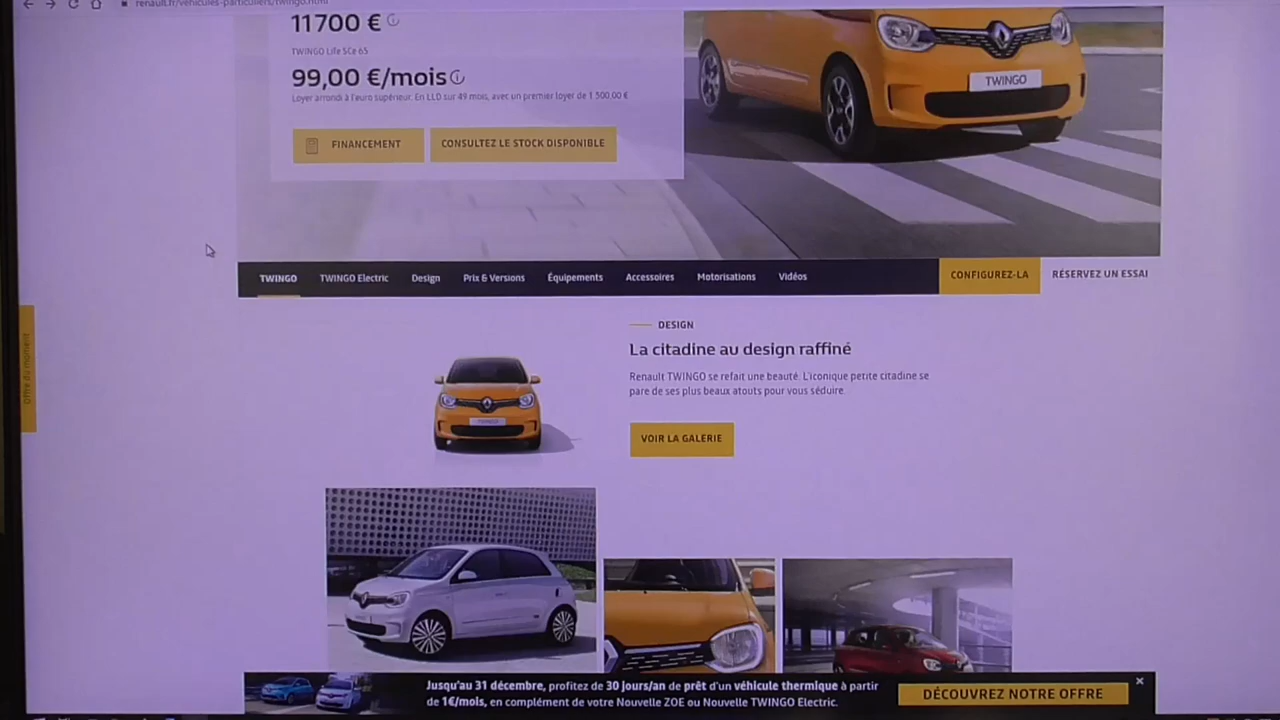 renault.fr/vehicules-particuliers/twingo.html
11700 €
TWINGO Life SCe 65
99,00 €/mois
Loyer arrondi à l'euro supérieur. En LLD sur 49 mois, avec un premier loyer de 1 500,00 €
FINANCEMENT
CONSULTEZ LE STOCK DISPONIBLE
TWINGO
TWINGO
TWINGO Electric
Design
Prix & Versions
Équipements
Accessoires
Motorisations
Vidéos
CONFIGUREZ-LA
RÉSERVEZ UN ESSAI
Offre du moment
DESIGN
La citadine au design raffiné
Renault TWINGO se refait une beauté. L'iconique petite citadine se
pare de ses plus beaux atouts pour vous séduire.
TWINGO
VOIR LA GALERIE
Jusqu'au 31 décembre, profitez de 30 jours/an de prêt d'un véhicule thermique à partir
de 1€/mois, en complément de votre Nouvelle ZOE ou Nouvelle TWINGO Electric.
DÉCOUVREZ NOTRE OFFRE